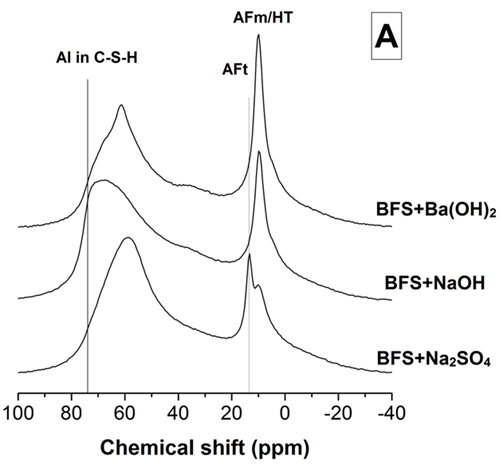 AFm/HT
A
Al in C-S-H
AFt
BFS+Ba(OH)₂
BFS+NaOH
BFS+Na₂SO₄
100 80 60 40 20 0 -20 -40
Chemical shift (ppm)